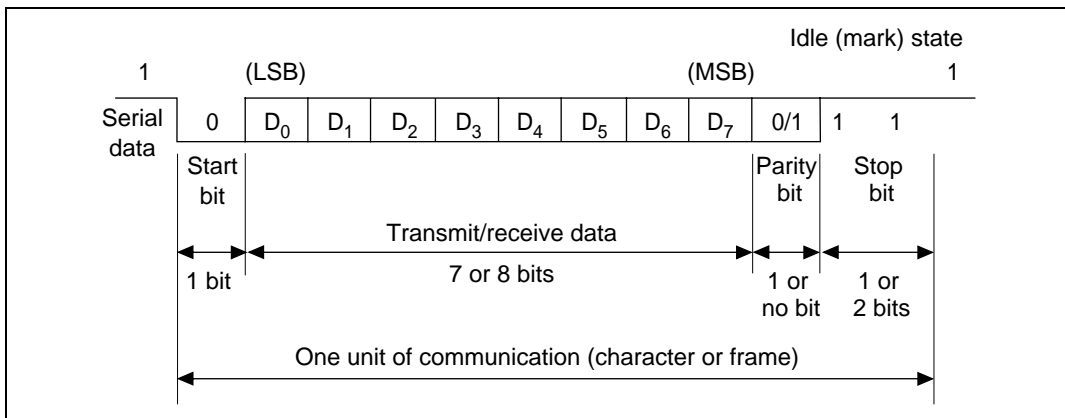 Idle (mark) state
1 (LSB) (MSB) 1
Serial data
0 D₀ D₁ D₂ D₃ D₄ D₅ D₆ D₇ 0/1 1 1
Start bit
Parity bit
Stop bit
Transmit/receive data
1 bit
7 or 8 bits
1 or no bit
1 or 2 bits
One unit of communication (character or frame)